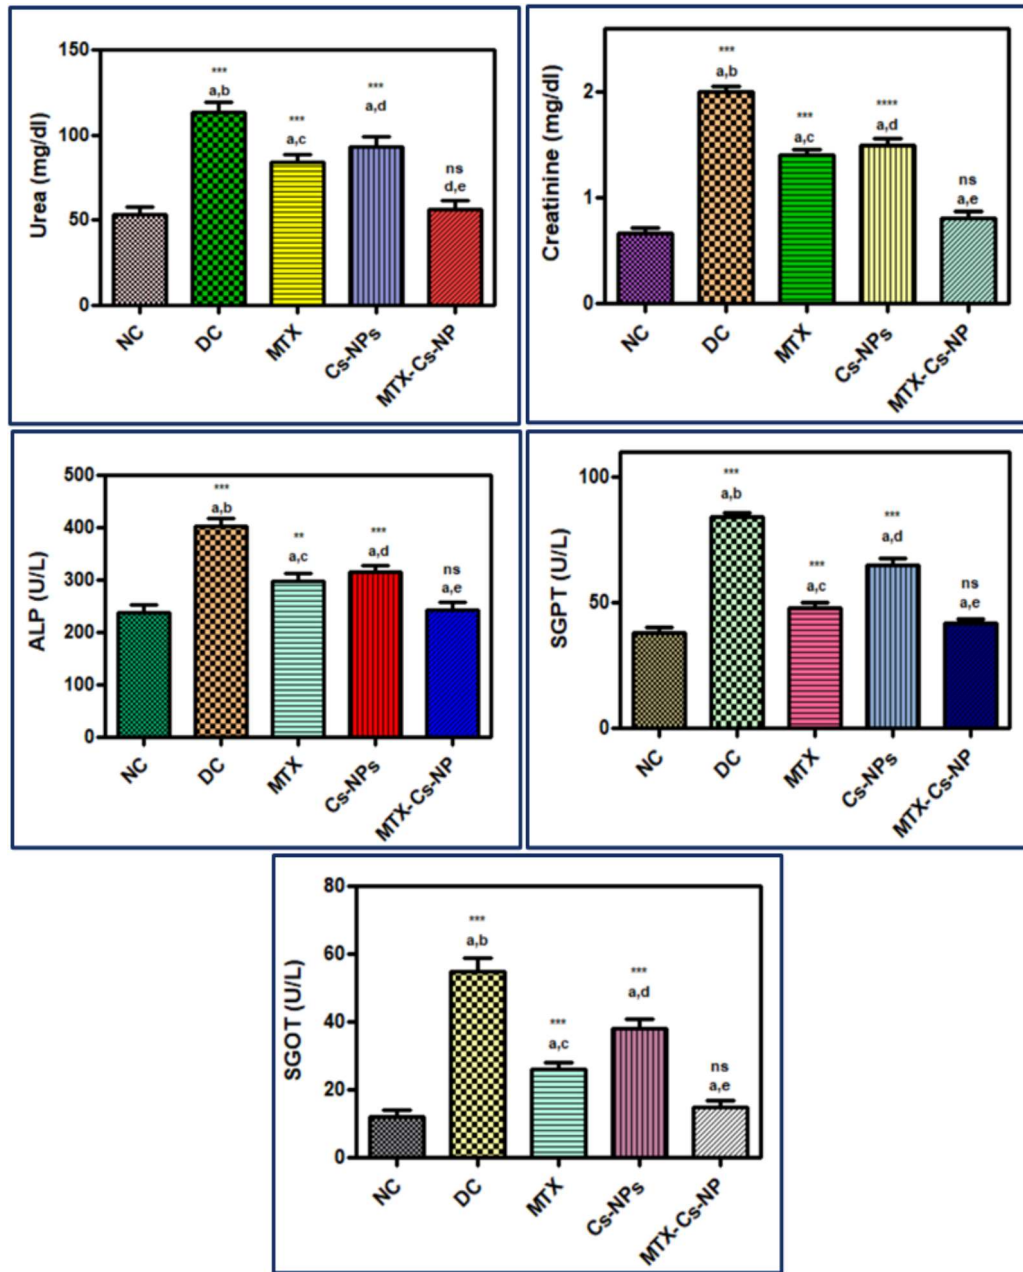 Urea (mg/dl)
150
100
50
0
***
a,b
***
a,c
***
a,d
ns
d,e
NC
DC
MTX
Cs-NPs
MTX-Cs-NP
Creatinine (mg/dl)
2
1
0
***
a,b
***
a,c
****
a,d
ns
a,e
NC
DC
MTX
Cs-NPs
MTX-Cs-NP
ALP (U/L)
500
400
300
200
100
0
***
a,b
**
a,c
***
a,d
ns
a,e
NC
DC
MTX
Cs-NPs
MTX-Cs-NP
SGPT (U/L)
100
50
0
***
a,b
***
a,c
***
a,d
ns
a,e
NC
DC
MTX
Cs-NPs
MTX-Cs-NP
SGOT (U/L)
80
60
40
20
0
***
a,b
***
a,c
***
a,d
ns
a,e
NC
DC
MTX
Cs-NPs
MTX-Cs-NP